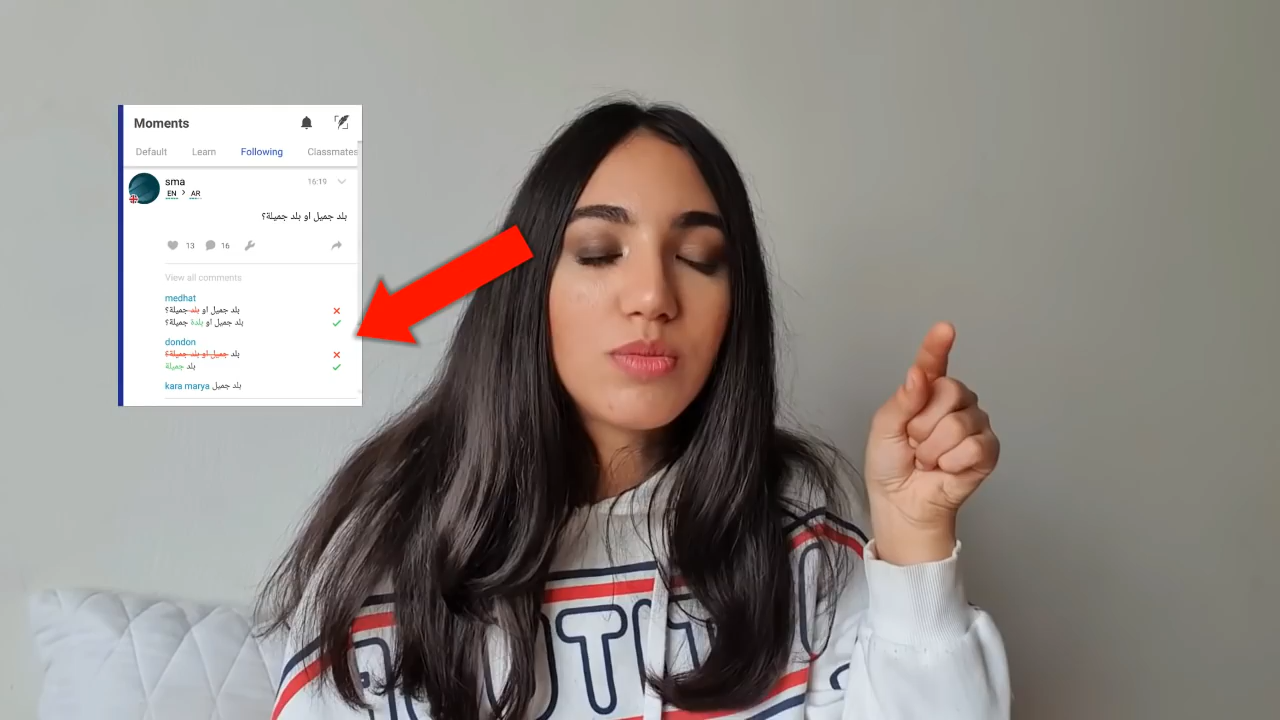 Moments
Default Learn Following Classmates
sma 16:19
EN > AR
بلد جميل او بلد جميلة؟
13 16
View all comments
medhat
بلد جميل او بلد جميلة؟
بلد جميل او بلدة جميلة؟
dondon
بلد جميل او بلد جميلة؟
بلد جميلة
kara marya بلد جميل